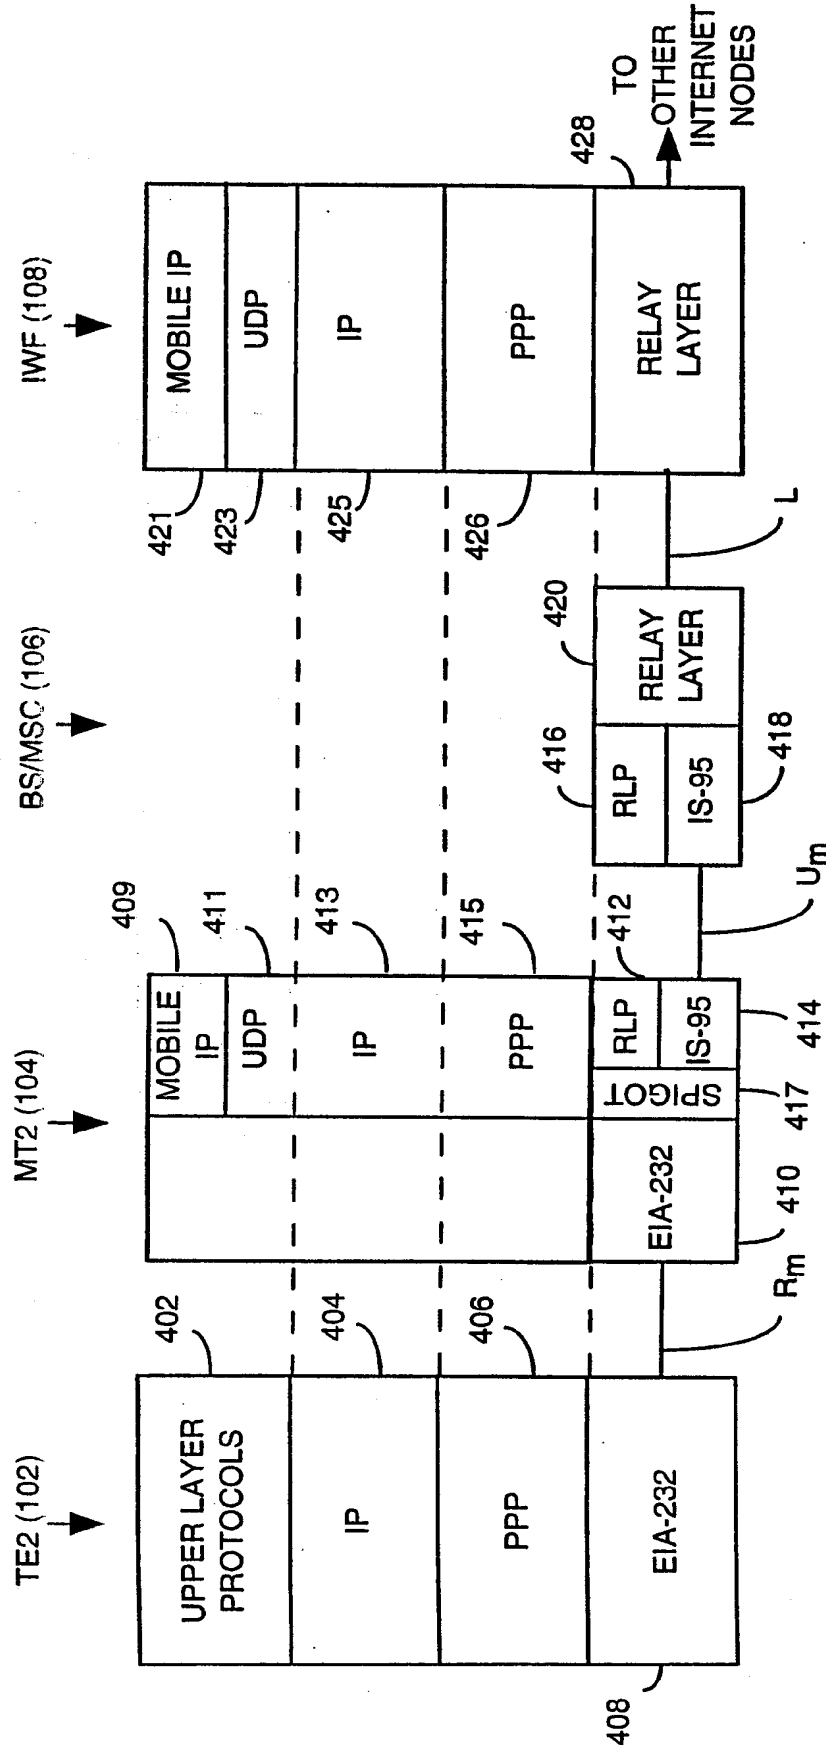 TE2 (102)
MT2 (104)
BS/MSC (106)
IWF (108)
UPPER LAYER
PROTOCOLS
402
IP
404
PPP
406
EIA-232
408
Rm
MOBILE
IP
409
UDP
411
IP
413
PPP
415
EIA-232
410
SPIGOT
417
RLP
412
IS-95
414
Um
RLP
416
IS-95
418
RELAY
LAYER
420
L
MOBILE IP
421
UDP
423
IP
425
PPP
426
RELAY
LAYER
428
TO
OTHER
INTERNET
NODES